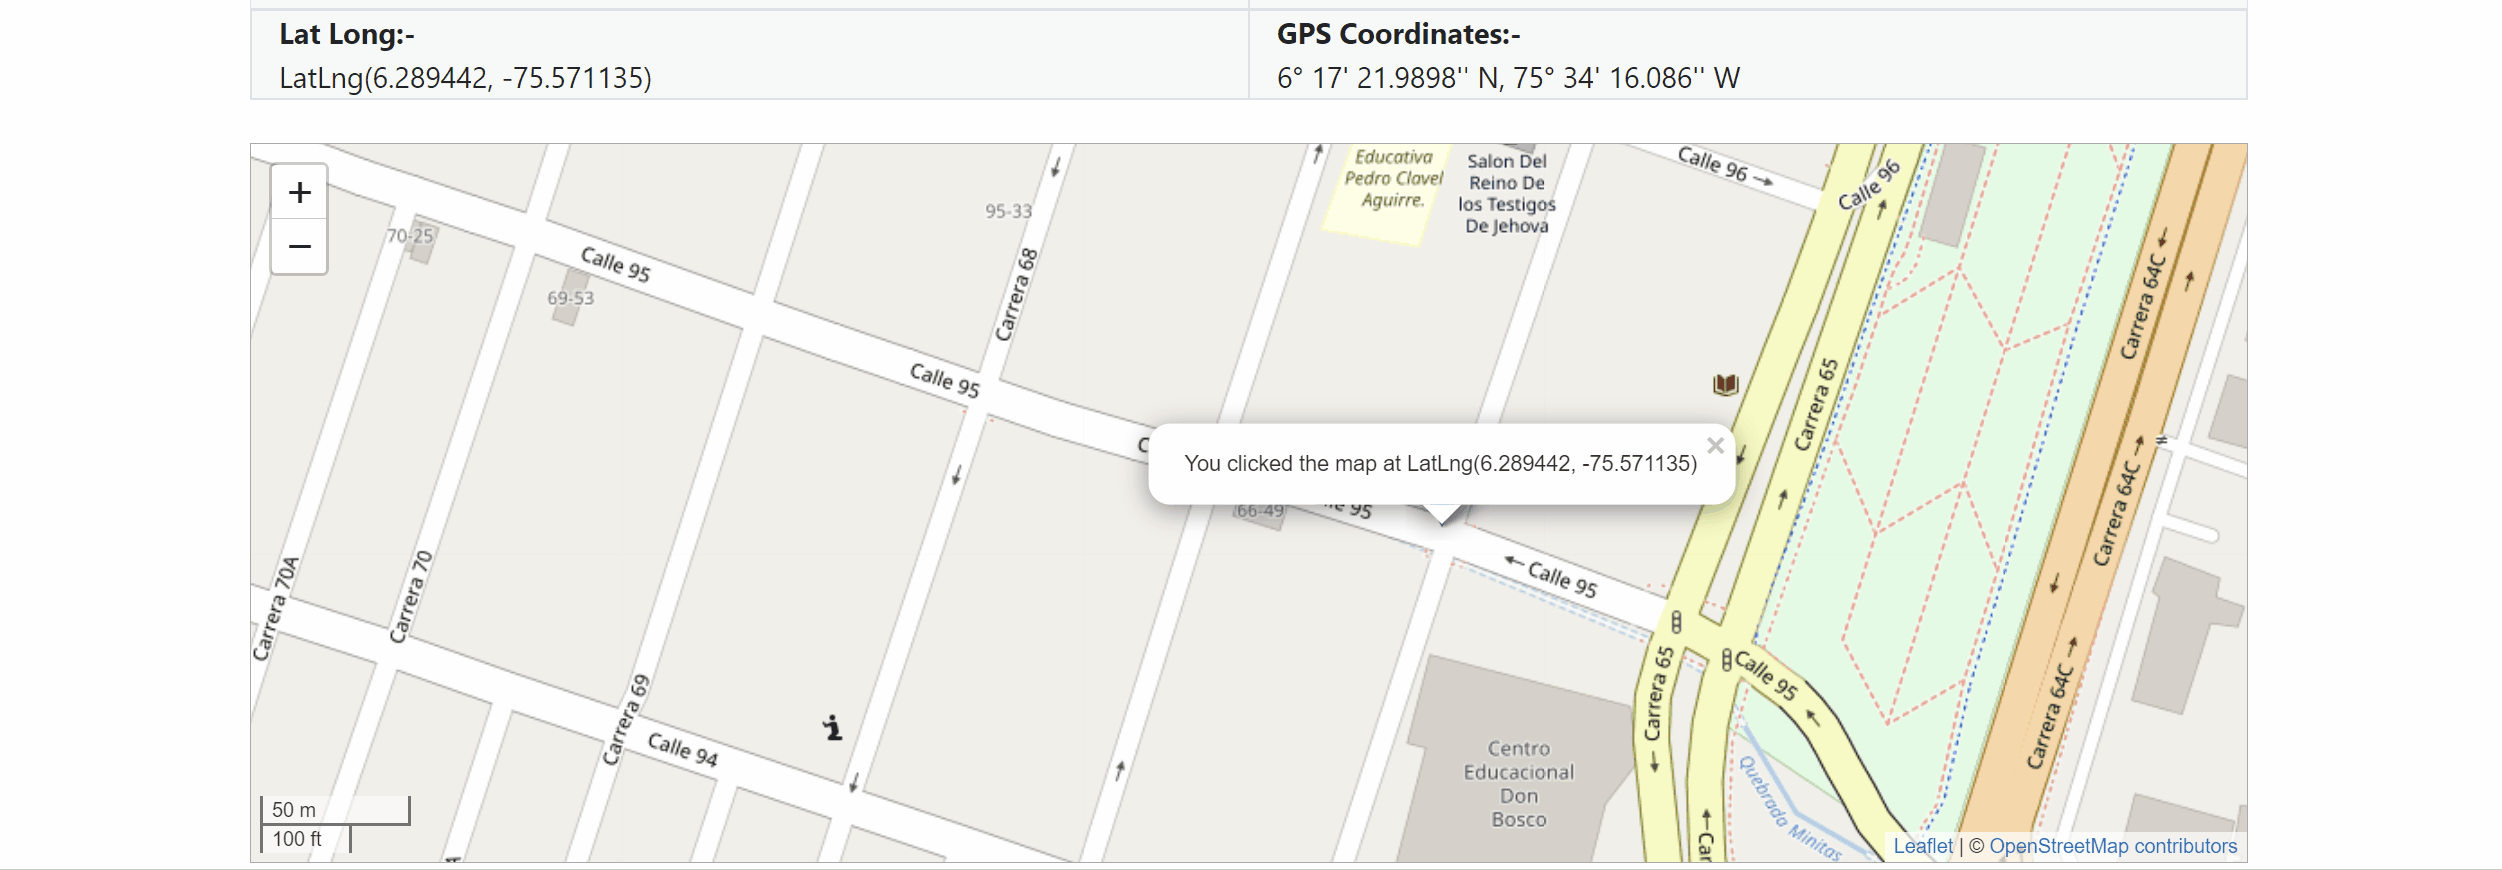 Lat Long:-
LatLng(6.289442, -75.571135)
GPS Coordinates:-
6° 17' 21.9898'' N, 75° 34' 16.086'' W
+
−
70-25
Calle 95
69-53
95-33
Carrera 68
Educativa
Pedro Clavel
Aguirre.
Salon Del
Reino De
los Testigos
De Jehova
Calle 96
Calle 96
Carrera 64C
Calle 95
Carrera 65
You clicked the map at LatLng(6.289442, -75.571135)
×
66-49
95
Carrera 64C
Calle 95
Carrera 70A
Carrera 70
Carrera 69
Calle 94
Carrera 65
Calle 95
Carrera 64C
Centro
Educacional
Don
Bosco
Quebrada Minitas
50 m
100 ft
Leaflet | © OpenStreetMap contributors